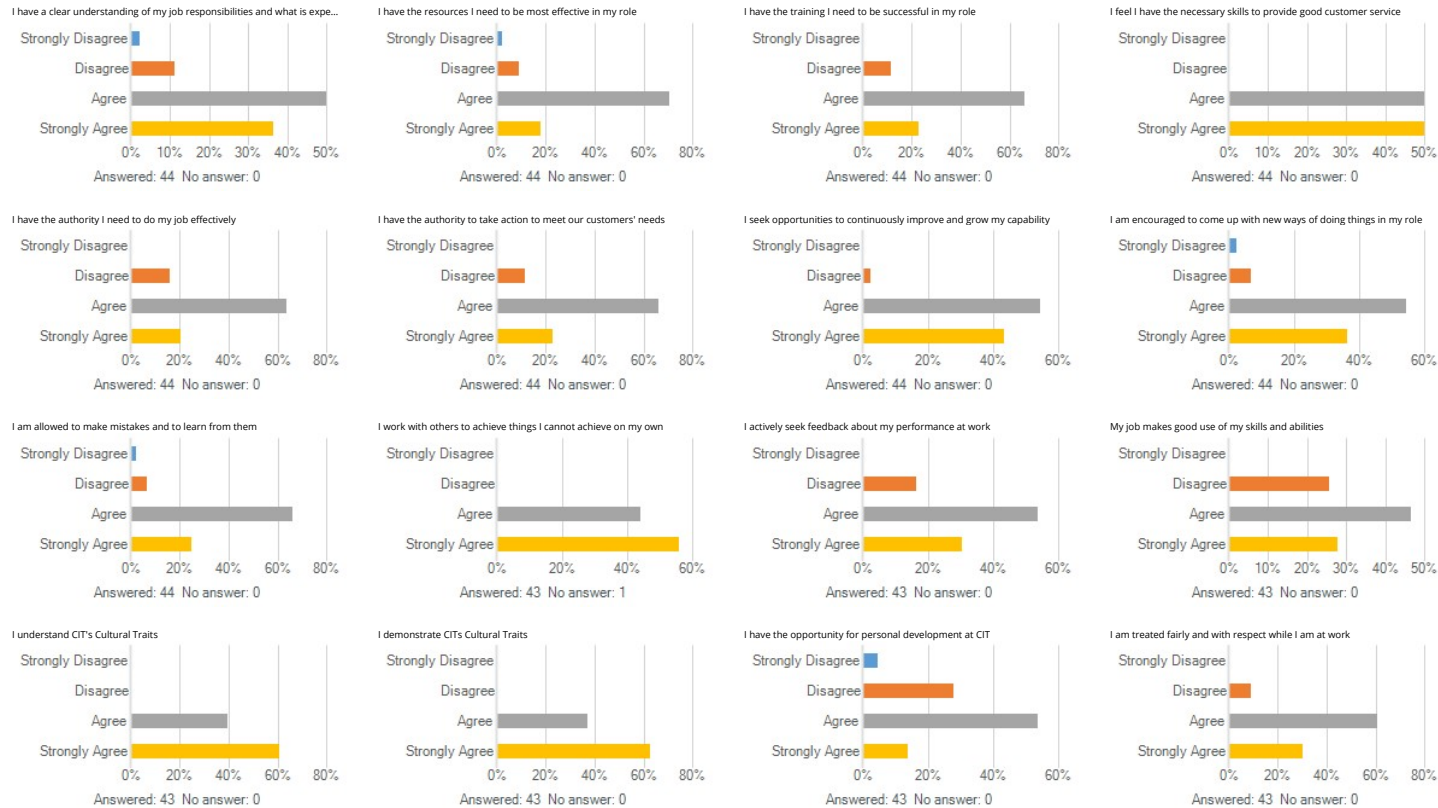 I have a clear understanding of my job responsibilities and what is expe...
Strongly Disagree
Disagree
Agree
Strongly Agree
0% 10% 20% 30% 40% 50%
Answered: 44 No answer: 0
I have the resources I need to be most effective in my role
Strongly Disagree
Disagree
Agree
Strongly Agree
0% 20% 40% 60% 80%
Answered: 44 No answer: 0
I have the training I need to be successful in my role
Strongly Disagree
Disagree
Agree
Strongly Agree
0% 20% 40% 60% 80%
Answered: 44 No answer: 0
I feel I have the necessary skills to provide good customer service
Strongly Disagree
Disagree
Agree
Strongly Agree
0% 10% 20% 30% 40% 50%
Answered: 44 No answer: 0
I have the authority I need to do my job effectively
Strongly Disagree
Disagree
Agree
Strongly Agree
0% 20% 40% 60% 80%
Answered: 44 No answer: 0
I have the authority to take action to meet our customers' needs
Strongly Disagree
Disagree
Agree
Strongly Agree
0% 20% 40% 60% 80%
Answered: 44 No answer: 0
I seek opportunities to continuously improve and grow my capability
Strongly Disagree
Disagree
Agree
Strongly Agree
0% 20% 40% 60%
Answered: 44 No answer: 0
I am encouraged to come up with new ways of doing things in my role
Strongly Disagree
Disagree
Agree
Strongly Agree
0% 20% 40% 60%
Answered: 44 No answer: 0
I am allowed to make mistakes and to learn from them
Strongly Disagree
Disagree
Agree
Strongly Agree
0% 20% 40% 60% 80%
Answered: 44 No answer: 0
I work with others to achieve things I cannot achieve on my own
Strongly Disagree
Disagree
Agree
Strongly Agree
0% 20% 40% 60%
Answered: 43 No answer: 1
I actively seek feedback about my performance at work
Strongly Disagree
Disagree
Agree
Strongly Agree
0% 20% 40% 60%
Answered: 43 No answer: 0
My job makes good use of my skills and abilities
Strongly Disagree
Disagree
Agree
Strongly Agree
0% 10% 20% 30% 40% 50%
Answered: 43 No answer: 0
I understand CIT's Cultural Traits
Strongly Disagree
Disagree
Agree
Strongly Agree
0% 20% 40% 60% 80%
Answered: 43 No answer: 0
I demonstrate CITs Cultural Traits
Strongly Disagree
Disagree
Agree
Strongly Agree
0% 20% 40% 60% 80%
Answered: 43 No answer: 0
I have the opportunity for personal development at CIT
Strongly Disagree
Disagree
Agree
Strongly Agree
0% 20% 40% 60%
Answered: 43 No answer: 0
I am treated fairly and with respect while I am at work
Strongly Disagree
Disagree
Agree
Strongly Agree
0% 20% 40% 60% 80%
Answered: 43 No answer: 0